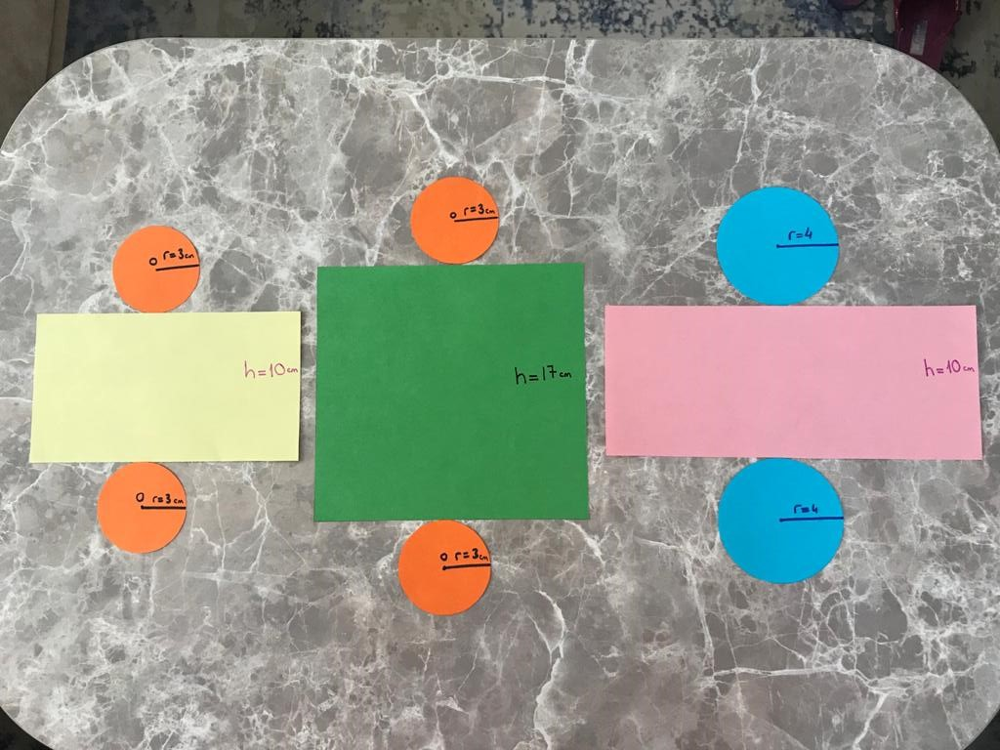 O r=3cm
h=10cm
O r=3cm
O r=3cm
h=17cm
O r=3cm
r=4
h=10cm
r=4